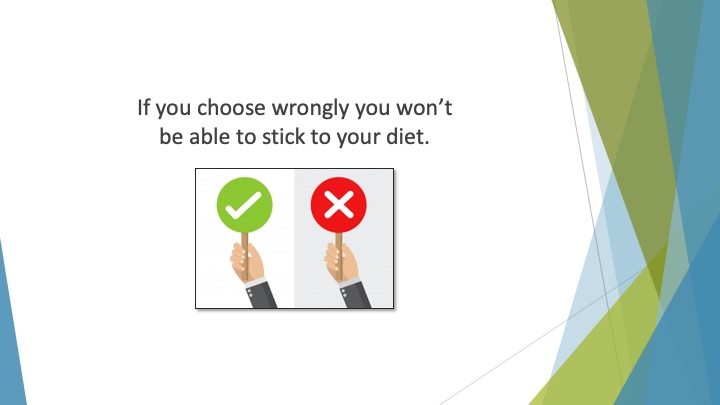 If you choose wrongly you won’t
be able to stick to your diet.